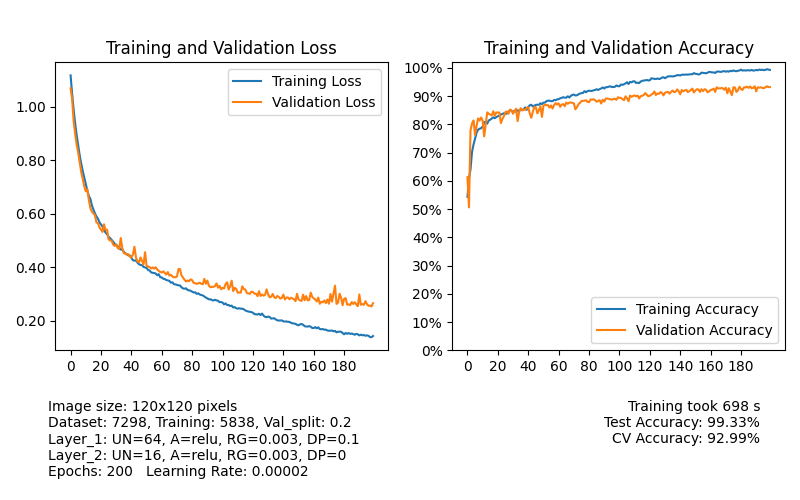 Training and Validation Loss
Training Loss
Validation Loss
1.00
0.80
0.60
0.40
0.20
0 20 40 60 80 100 120 140 160 180
Training and Validation Accuracy
100%
90%
80%
70%
60%
50%
40%
30%
20%
10%
0%
Training Accuracy
Validation Accuracy
0 20 40 60 80 100 120 140 160 180
Image size: 120x120 pixels
Dataset: 7298, Training: 5838, Val_split: 0.2
Layer_1: UN=64, A=relu, RG=0.003, DP=0.1
Layer_2: UN=16, A=relu, RG=0.003, DP=0
Epochs: 200 Learning Rate: 0.00002
Training took 698 s
Test Accuracy: 99.33%
CV Accuracy: 92.99%